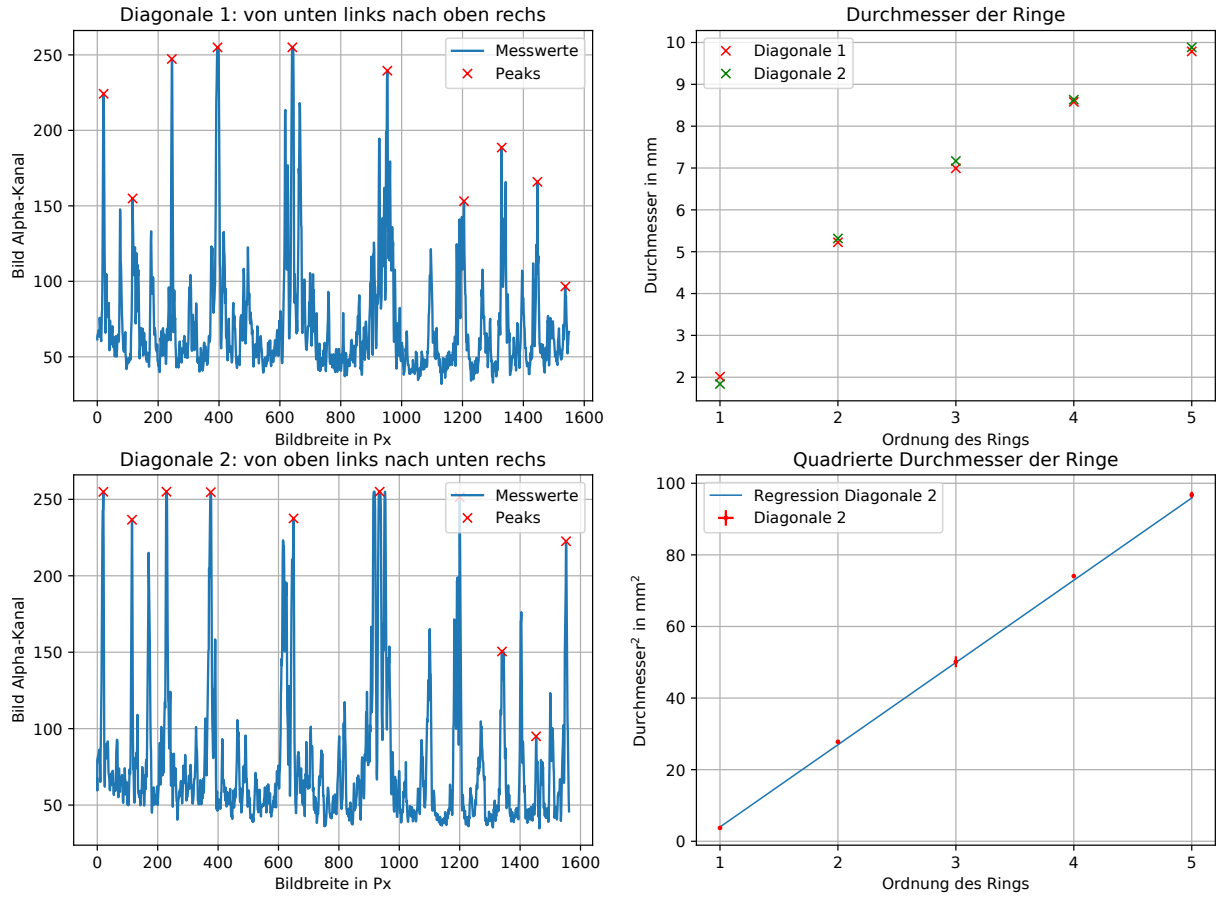 Diagonale 1: von unten links nach oben rechs
Bild Alpha-Kanal
250
200
150
100
50
Messwerte
Peaks
0 200 400 600 800 1000 1200 1400 1600
Bildbreite in Px
Durchmesser der Ringe
Durchmesser in mm
10
9
8
7
6
5
4
3
2
Diagonale 1
Diagonale 2
1 2 3 4 5
Ordnung des Rings
Diagonale 2: von oben links nach unten rechs
Bild Alpha-Kanal
250
200
150
100
50
Messwerte
Peaks
0 200 400 600 800 1000 1200 1400 1600
Bildbreite in Px
Quadrierte Durchmesser der Ringe
Durchmesser² in mm²
100
80
60
40
20
0
Regression Diagonale 2
Diagonale 2
1 2 3 4 5
Ordnung des Rings